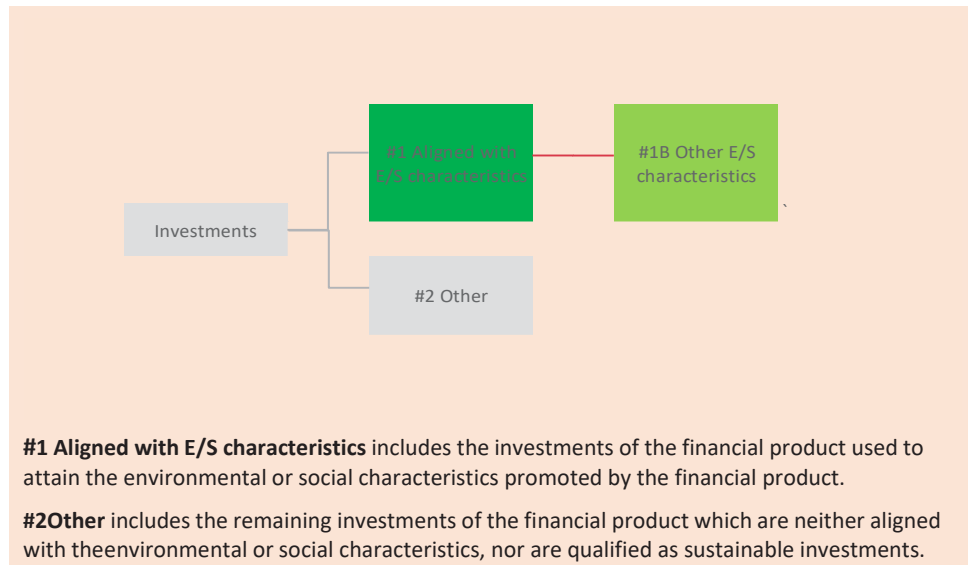 #1 Aligned with
E/S characteristics
#1B Other E/S
characteristics
`
Investments
#2 Other
#1 Aligned with E/S characteristics includes the investments of the financial product used to
attain the environmental or social characteristics promoted by the financial product.
#2Other includes the remaining investments of the financial product which are neither aligned
with theenvironmental or social characteristics, nor are qualified as sustainable investments.